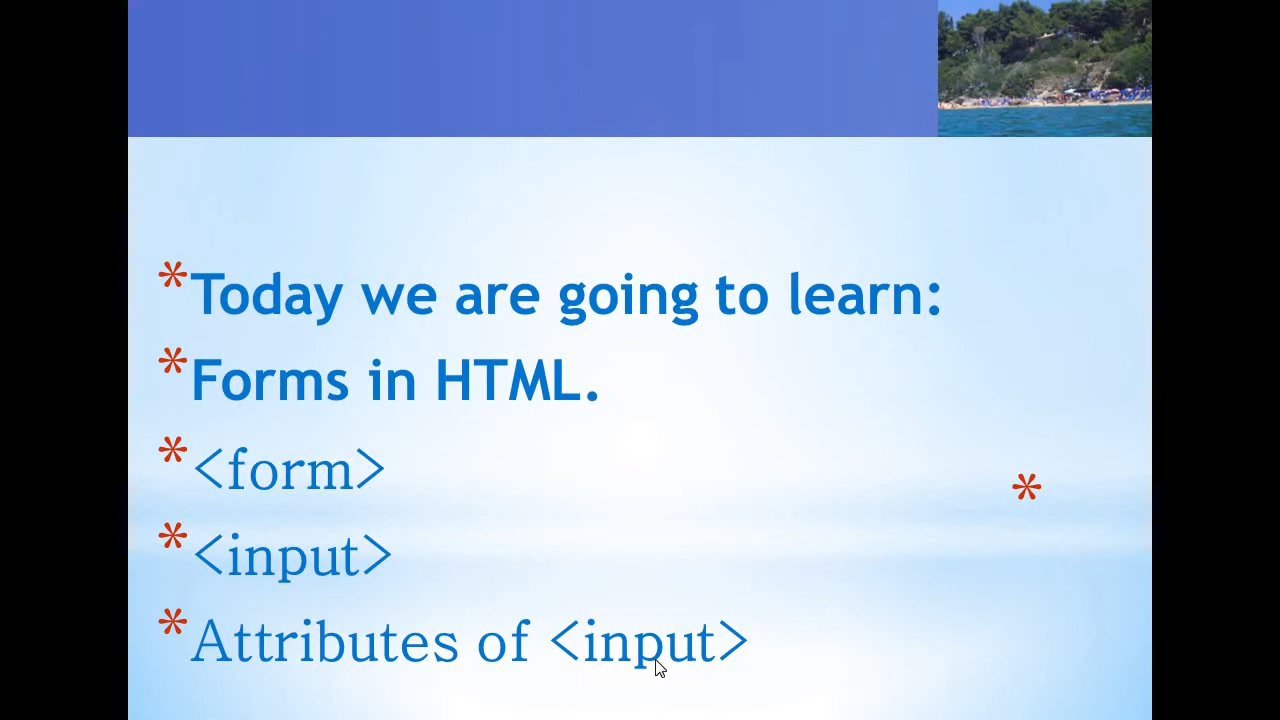 *Today we are going to learn:
*Forms in HTML.
*<form>
*
*<input>
*Attributes of <input>